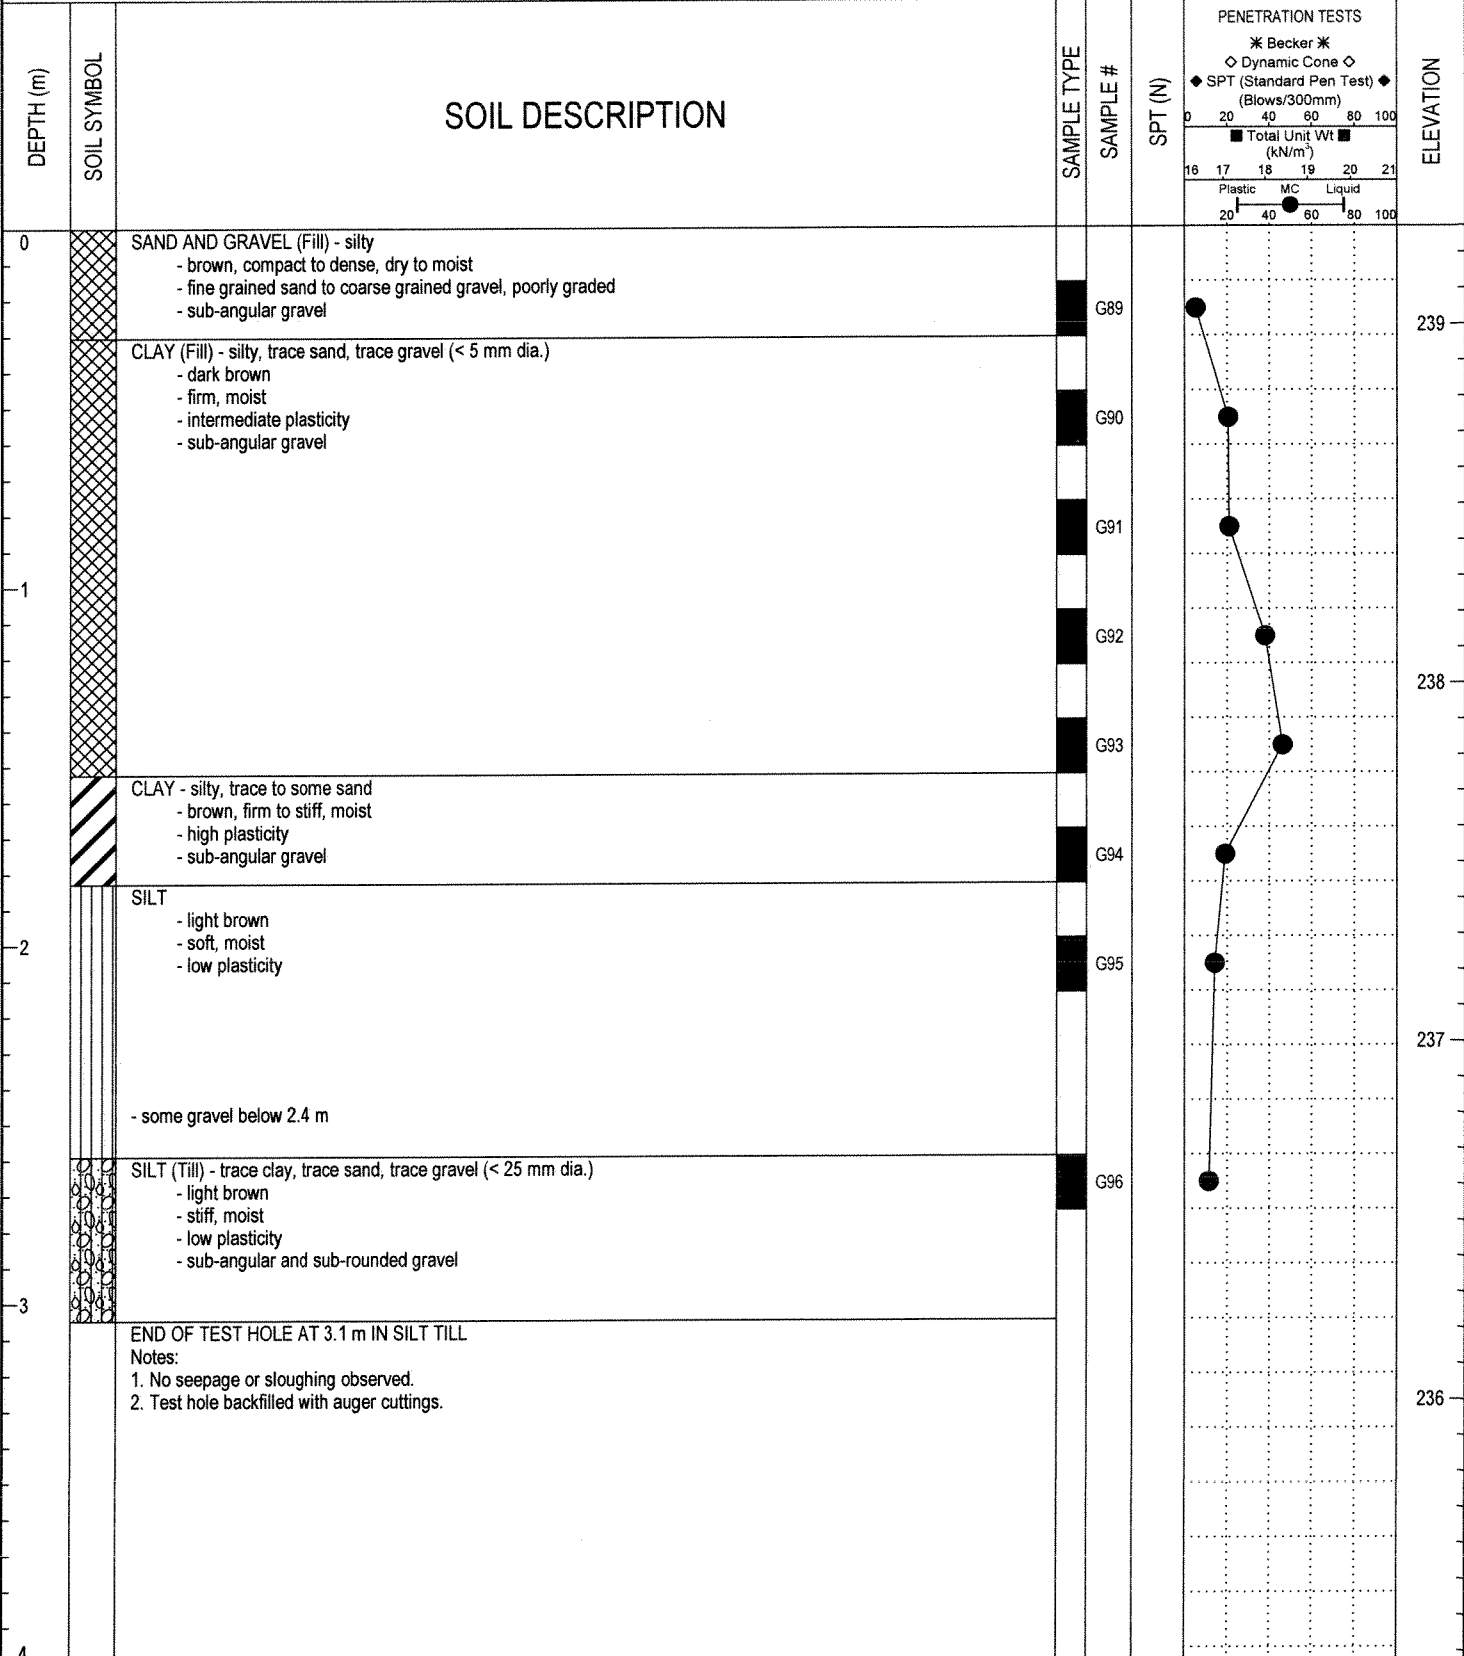 DEPTH (m)
SOIL SYMBOL
SOIL DESCRIPTION
SAMPLE TYPE
SAMPLE #
SPT (N)
PENETRATION TESTS
✳ Becker ✳
◇ Dynamic Cone ◇
◆ SPT (Standard Pen Test) ◆
(Blows/300mm)
0 20 40 60 80 100
■ Total Unit Wt ■
(kN/m³)
16 17 18 19 20 21
Plastic MC Liquid
20 40 60 80 100
ELEVATION
0
SAND AND GRAVEL (Fill) - silty
- brown, compact to dense, dry to moist
- fine grained sand to coarse grained gravel, poorly graded
- sub-angular gravel
G89
239
CLAY (Fill) - silty, trace sand, trace gravel (< 5 mm dia.)
- dark brown
- firm, moist
- intermediate plasticity
- sub-angular gravel
G90
G91
1
G92
238
G93
CLAY - silty, trace to some sand
- brown, firm to stiff, moist
- high plasticity
- sub-angular gravel
G94
SILT
- light brown
- soft, moist
- low plasticity
2
G95
237
- some gravel below 2.4 m
SILT (Till) - trace clay, trace sand, trace gravel (< 25 mm dia.)
- light brown
- stiff, moist
- low plasticity
- sub-angular and sub-rounded gravel
G96
3
END OF TEST HOLE AT 3.1 m IN SILT TILL
Notes:
1. No seepage or sloughing observed.
2. Test hole backfilled with auger cuttings.
236
4